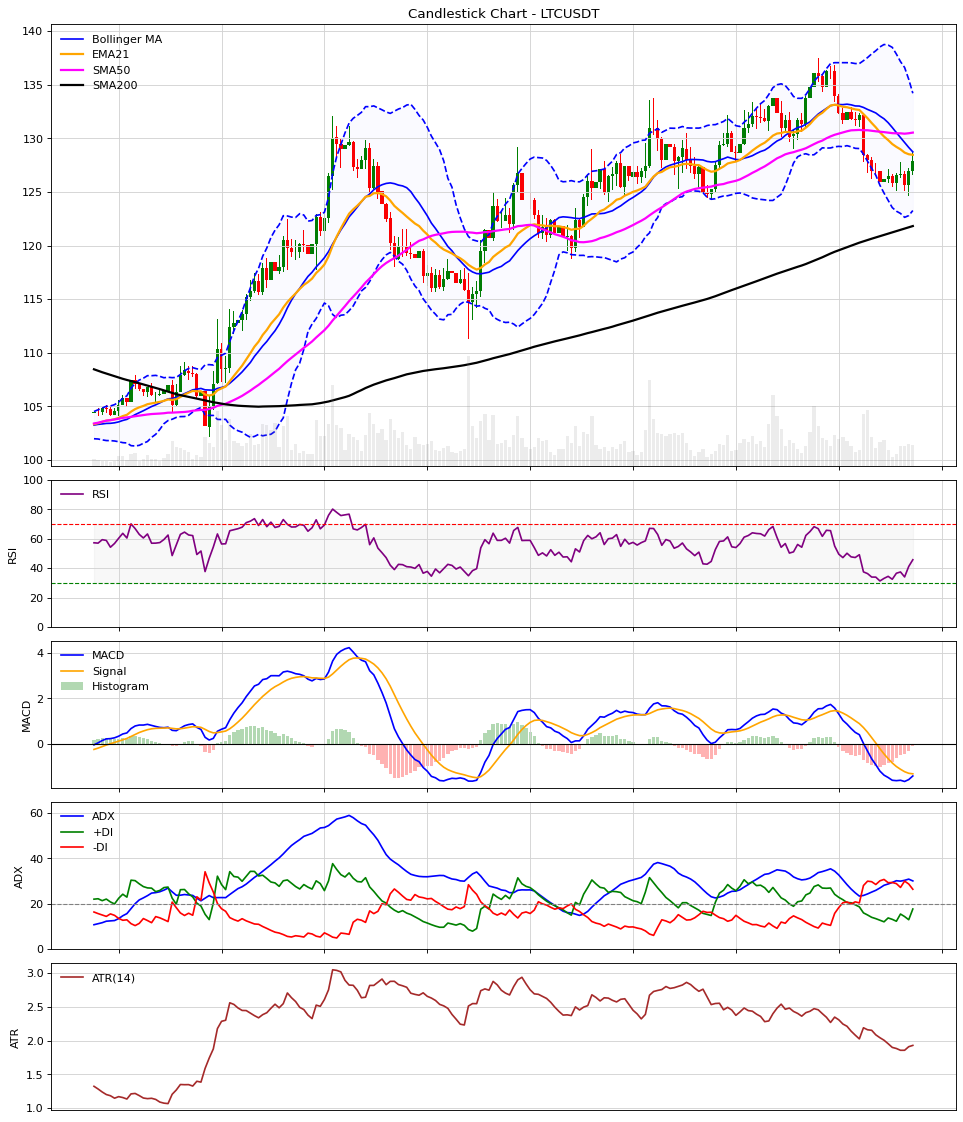 Candlestick Chart - LTCUSDT
140
135
130
125
120
115
110
105
100
Bollinger MA
EMA21
SMA50
SMA200
100
80
60
40
20
0
RSI
RSI
4
2
0
MACD
MACD
Signal
Histogram
60
40
20
0
ADX
ADX
+DI
-DI
3.0
2.5
2.0
1.5
1.0
ATR
ATR(14)